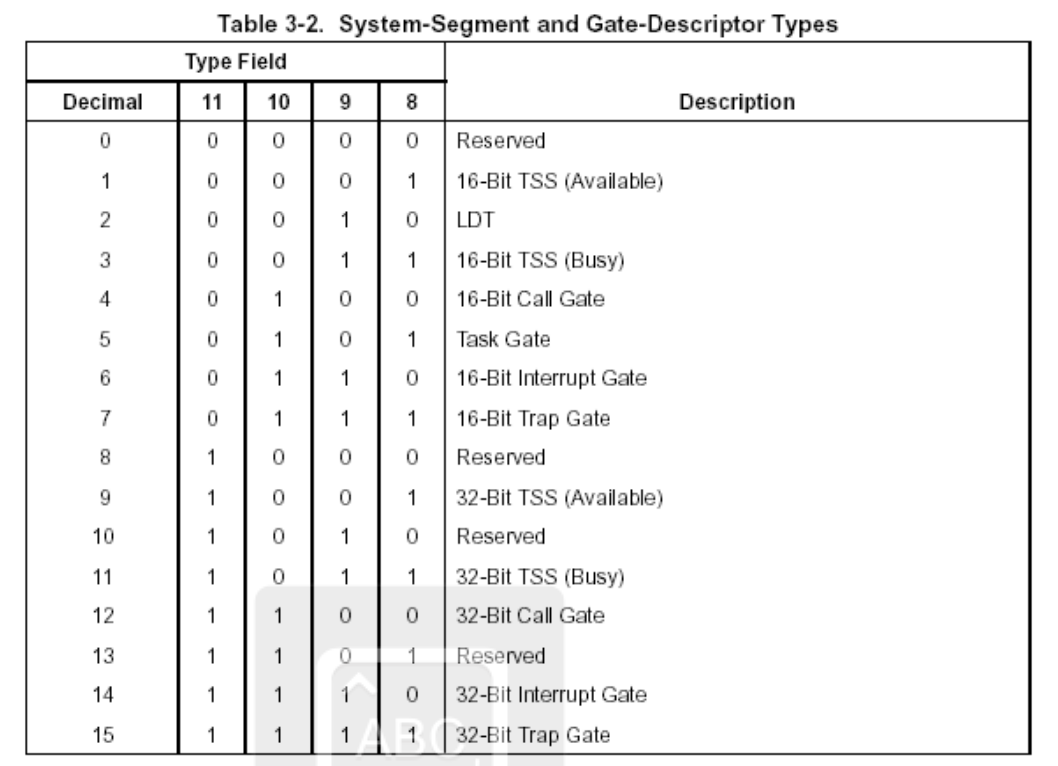 Table 3-2. System-Segment and Gate-Descriptor Types
Type Field
Decimal 11 10 9 8 Description
0 0 0 0 0 Reserved
1 0 0 0 1 16-Bit TSS (Available)
2 0 0 1 0 LDT
3 0 0 1 1 16-Bit TSS (Busy)
4 0 1 0 0 16-Bit Call Gate
5 0 1 0 1 Task Gate
6 0 1 1 0 16-Bit Interrupt Gate
7 0 1 1 1 16-Bit Trap Gate
8 1 0 0 0 Reserved
9 1 0 0 1 32-Bit TSS (Available)
10 1 0 1 0 Reserved
11 1 0 1 1 32-Bit TSS (Busy)
12 1 1 0 0 32-Bit Call Gate
13 1 1 0 1 Reserved
14 1 1 1 0 32-Bit Interrupt Gate
15 1 1 1 1 32-Bit Trap Gate
ABC